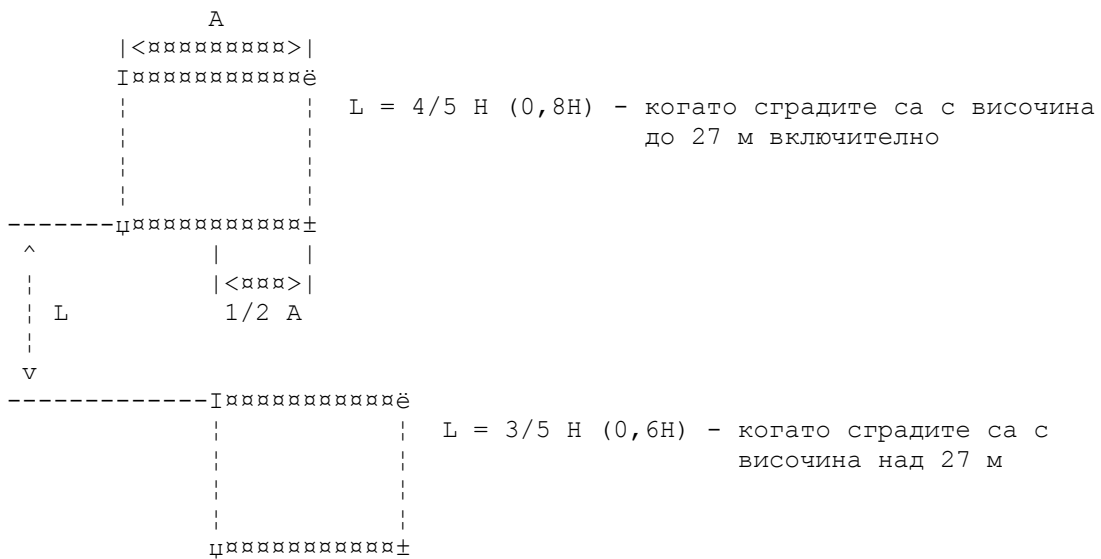 A
|<¤¤¤¤¤¤¤¤¤>|
I¤¤¤¤¤¤¤¤¤¤¤ё
¦ ¦ L = 4/5 H (0,8H) - когато сградите са с височина
¦ ¦ до 27 м включително
¦ ¦
¦ ¦
-------µ¤¤¤¤¤¤¤¤¤¤¤±
^ | |
¦ |<¤¤¤>|
¦ L 1/2 A
¦
v
-------------I¤¤¤¤¤¤¤¤¤¤¤ё
¦ ¦ L = 3/5 H (0,6H) - когато сградите са с
¦ ¦ височина над 27 м
¦ ¦
¦ ¦
µ¤¤¤¤¤¤¤¤¤¤¤±